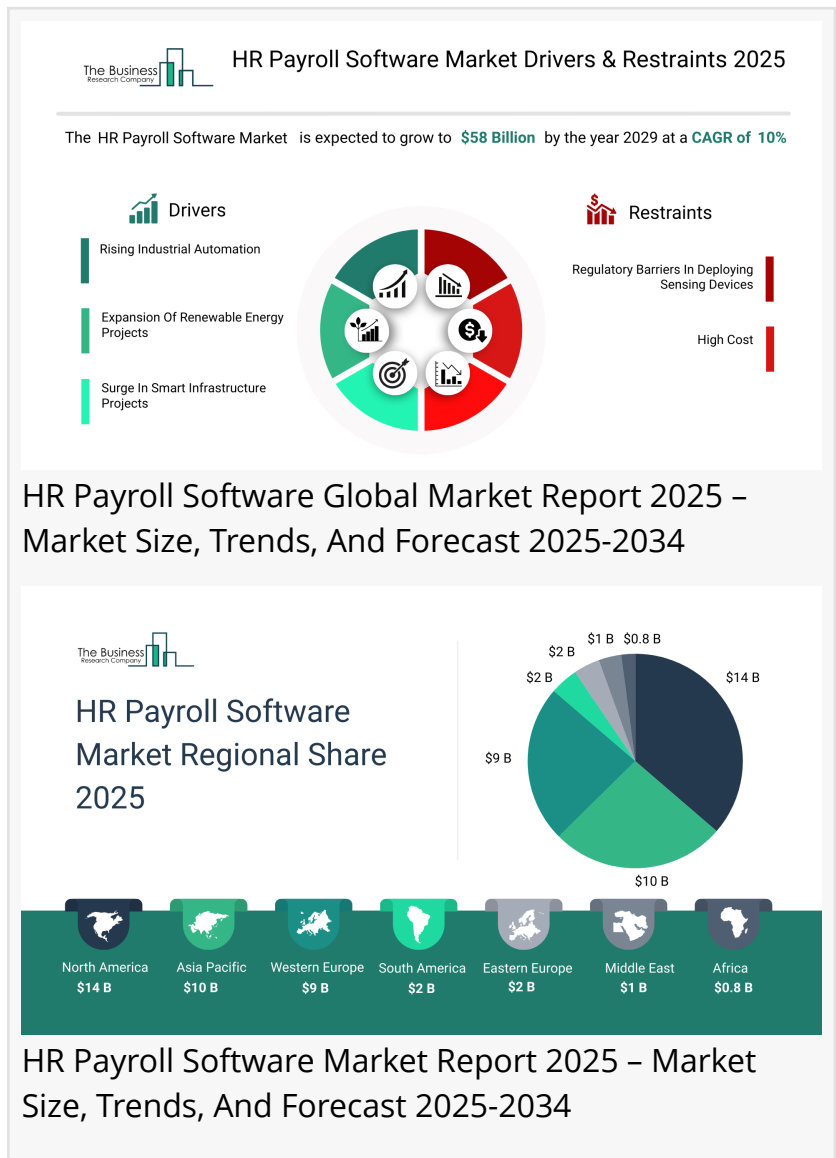 The Business
Research Company
HR Payroll Software Market Drivers & Restraints 2025
The HR Payroll Software Market is expected to grow to $58 Billion by the year 2029 at a CAGR of 10%
Drivers
Rising Industrial Automation
Expansion Of Renewable Energy
Projects
Surge In Smart Infrastructure
Projects
Restraints
Regulatory Barriers In Deploying
Sensing Devices
High Cost
HR Payroll Software Global Market Report 2025 –
Market Size, Trends, And Forecast 2025-2034
The Business
Research Company
HR Payroll Software
Market Regional Share
2025
$1 B $0.8 B
$2 B
$2 B
$14 B
$9 B
$10 B
North America Asia Pacific Western Europe South America Eastern Europe Middle East Africa
$14 B $10 B $9 B $2 B $2 B $1 B $0.8 B
HR Payroll Software Market Report 2025 – Market
Size, Trends, And Forecast 2025-2034